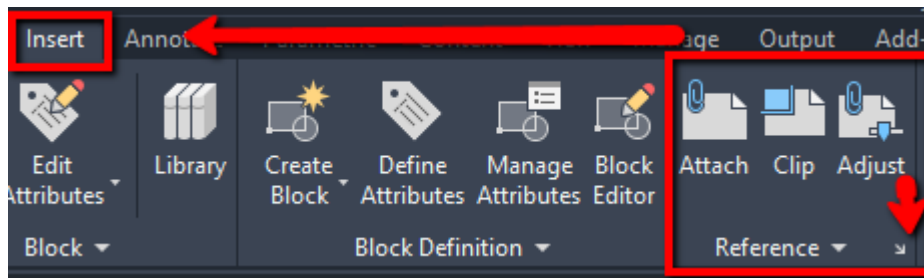 Insert Annot Output Add-
Edit Attributes
Library
Create Block
Define Attributes
Manage Attributes
Block Editor
Attach
Clip
Adjust
Block
Block Definition
Reference